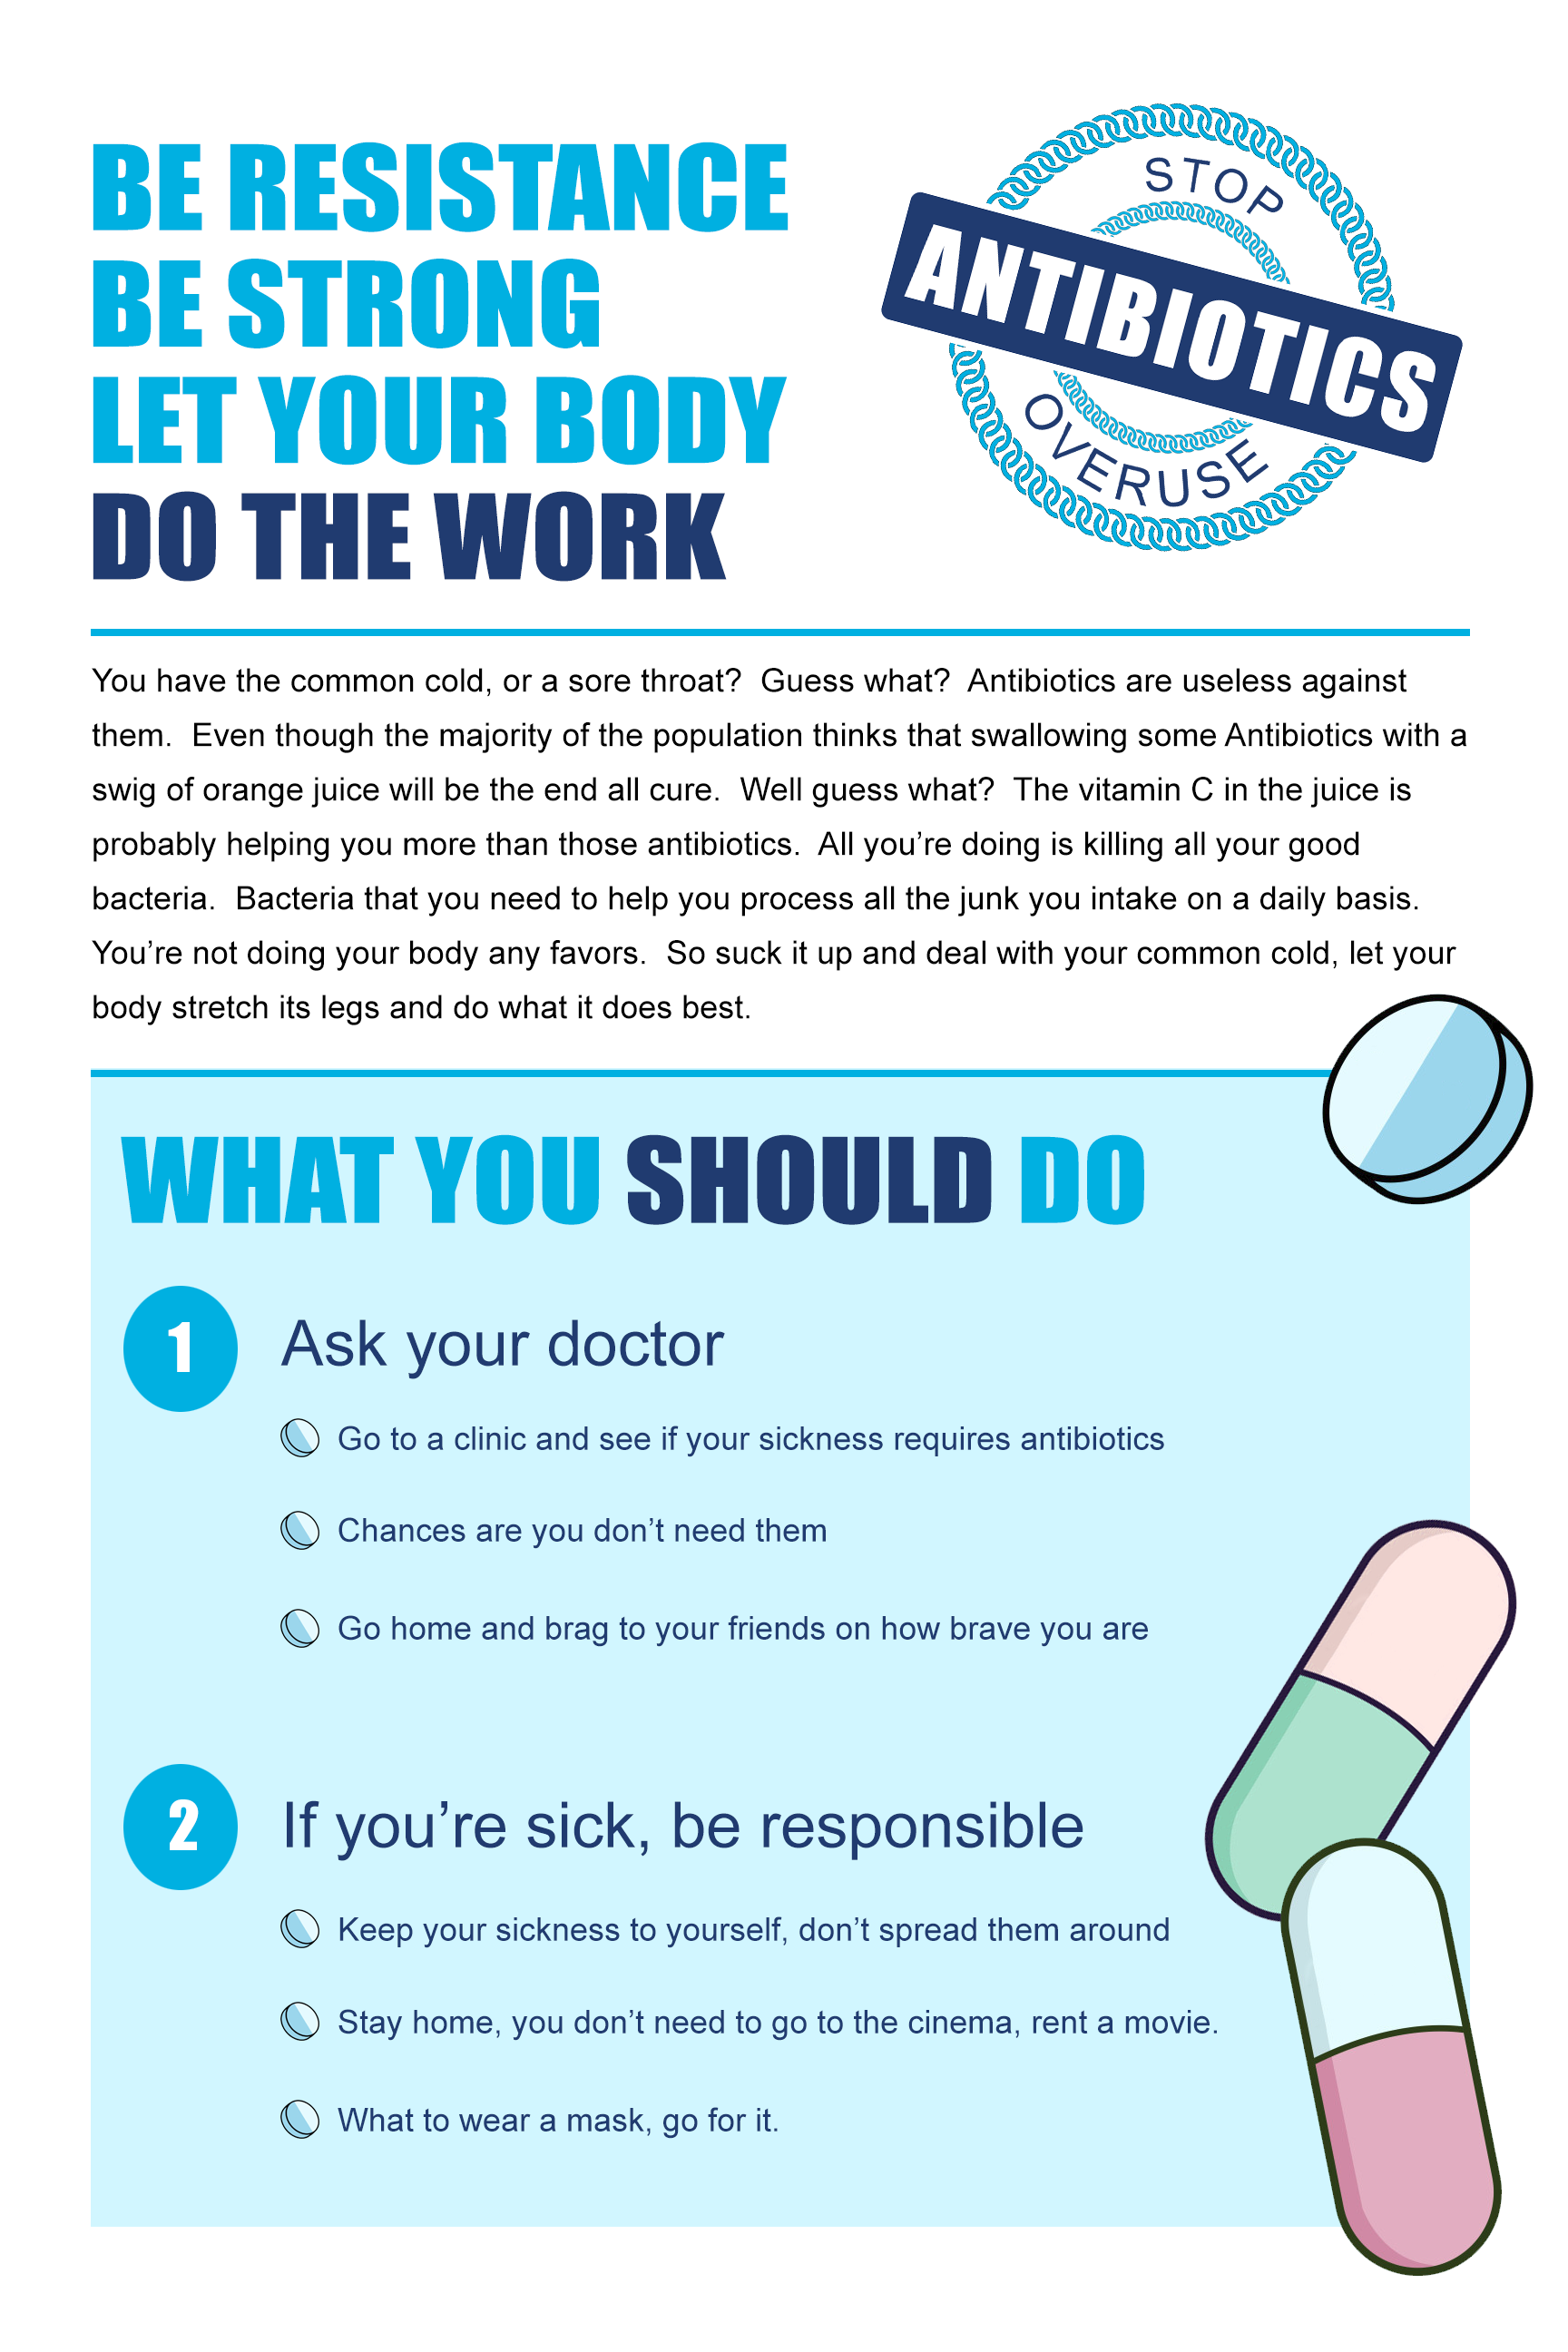 BE RESISTANCE
BE STRONG
LET YOUR BODY
DO THE WORK
STOP
ANTIBIOTICS
OVERUSE
You have the common cold, or a sore throat?  Guess what?  Antibiotics are useless against
them.  Even though the majority of the population thinks that swallowing some Antibiotics with a
swig of orange juice will be the end all cure.  Well guess what?  The vitamin C in the juice is
probably helping you more than those antibiotics.  All you’re doing is killing all your good
bacteria.  Bacteria that you need to help you process all the junk you intake on a daily basis.
You’re not doing your body any favors.  So suck it up and deal with your common cold, let your
body stretch its legs and do what it does best.
WHAT YOU SHOULD DO
1 Ask your doctor
Go to a clinic and see if your sickness requires antibiotics
Chances are you don’t need them
Go home and brag to your friends on how brave you are
2 If you’re sick, be responsible
Keep your sickness to yourself, don’t spread them around
Stay home, you don’t need to go to the cinema, rent a movie.
What to wear a mask, go for it.